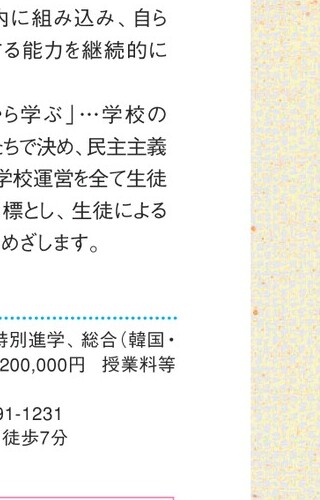 内に組み込み、自ら
する能力を継続的に
ら学ぶ」…学校の
たちで決め、民主主義
学校運営を全て生徒
標とし、生徒による
めざします。
特別進学、総合（韓国・
200,000円　授業料等
91-1231
徒歩7分